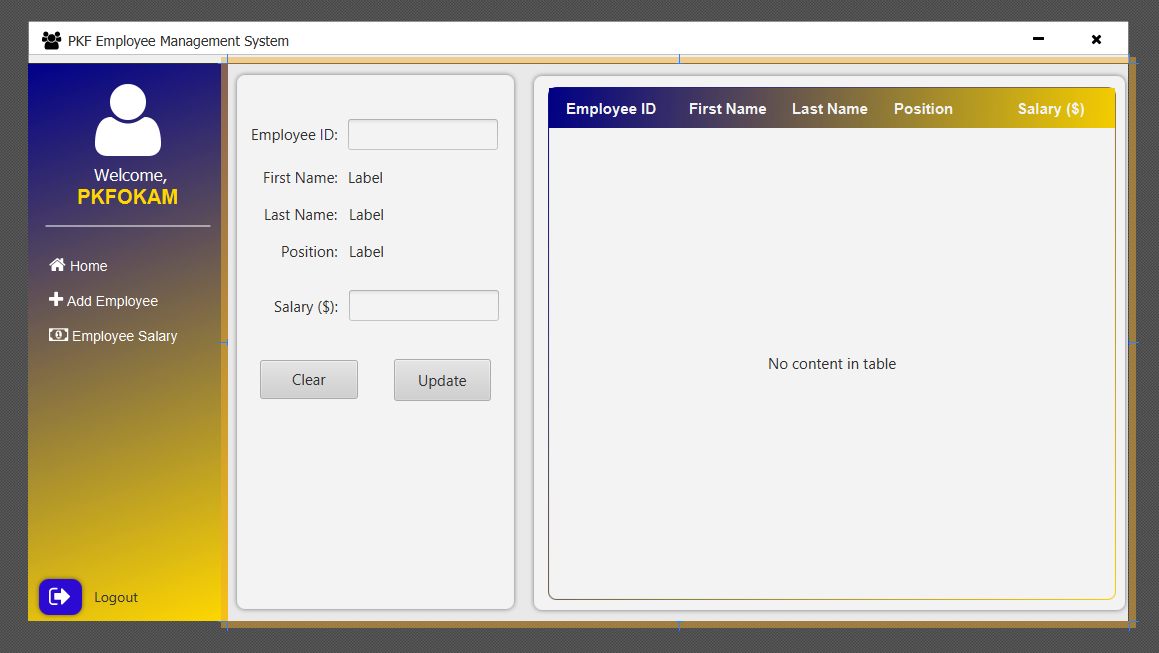 PKF Employee Management System
Welcome,
PKFOKAM
Home
Add Employee
Employee Salary
Logout
Employee ID:
First Name: Label
Last Name: Label
Position: Label
Salary ($):
Clear Update
Employee ID First Name Last Name Position Salary ($)
No content in table